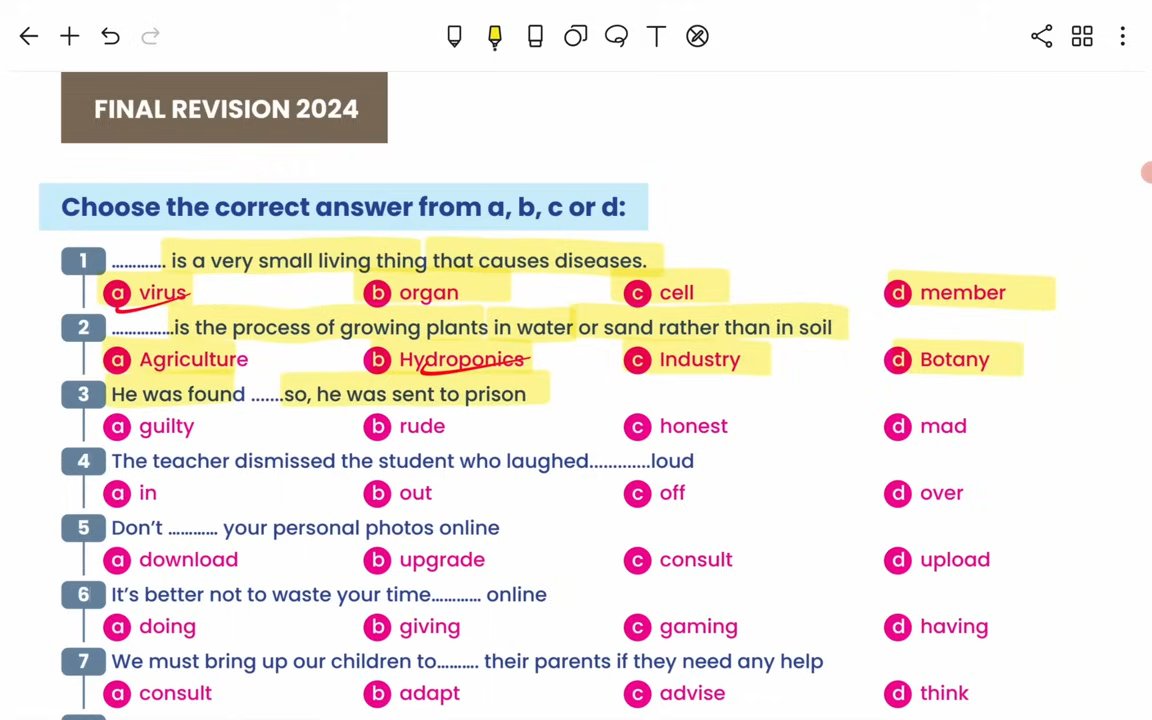 FINAL REVISION 2024
Choose the correct answer from a, b, c or d:
1 ............. is a very small living thing that causes diseases.
a virus b organ c cell d member
2 ...............is the process of growing plants in water or sand rather than in soil
a Agriculture b Hydroponics c Industry d Botany
3 He was found .......so, he was sent to prison
a guilty b rude c honest d mad
4 The teacher dismissed the student who laughed.............loud
a in b out c off d over
5 Don't ............ your personal photos online
a download b upgrade c consult d upload
6 It's better not to waste your time............ online
a doing b giving c gaming d having
7 We must bring up our children to.......... their parents if they need any help
a consult b adapt c advise d think